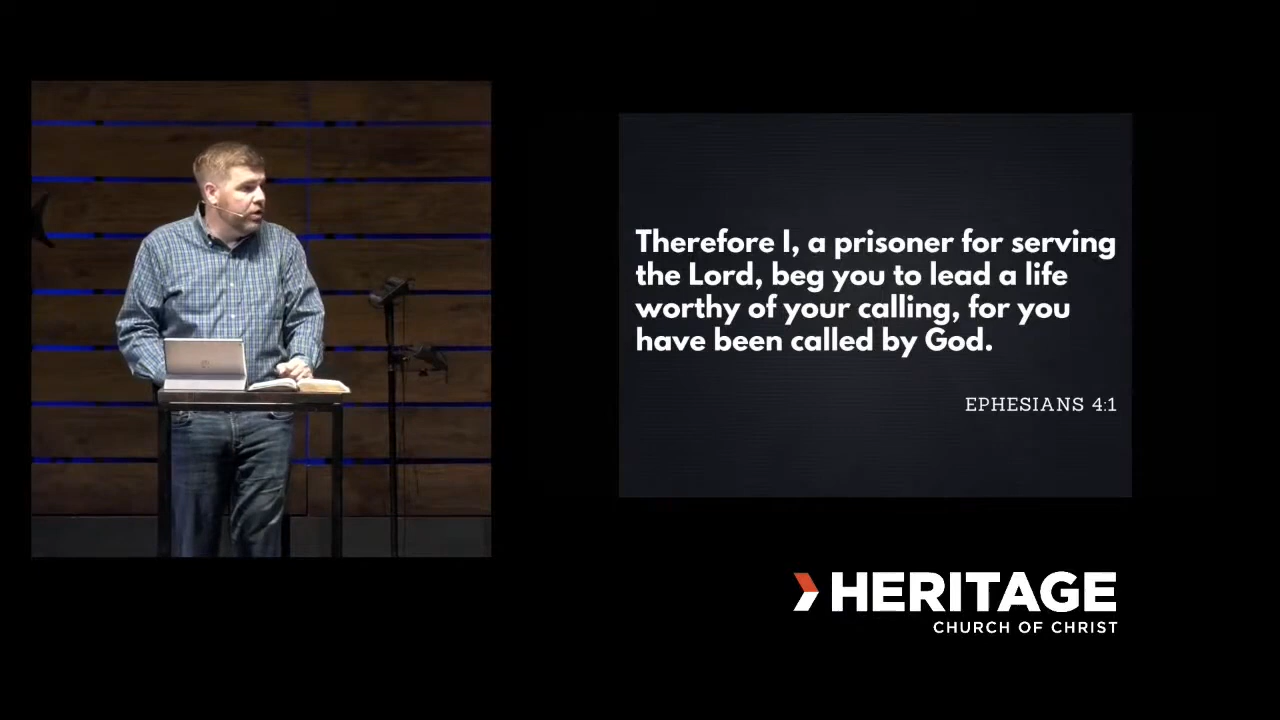 Therefore I, a prisoner for serving
the Lord, beg you to lead a life
worthy of your calling, for you
have been called by God.
EPHESIANS 4:1
HERITAGE
CHURCH OF CHRIST